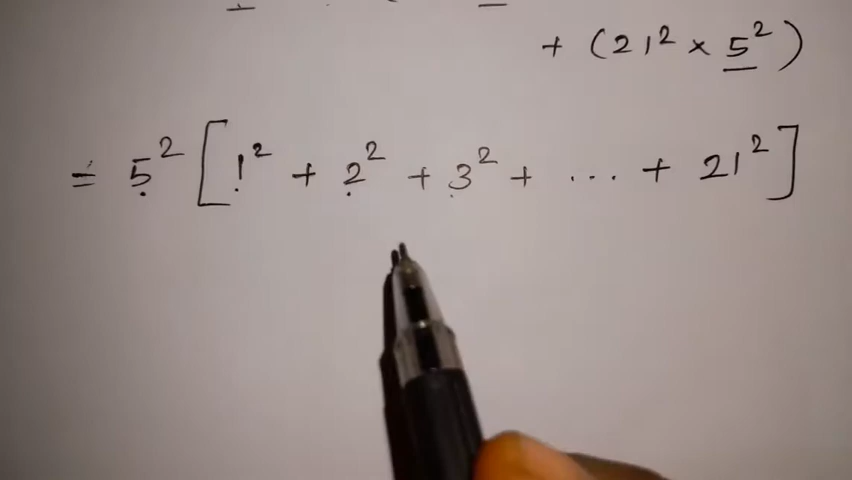 + (21² × 5²)
= 5² [1² + 2² + 3² + ... + 21²]